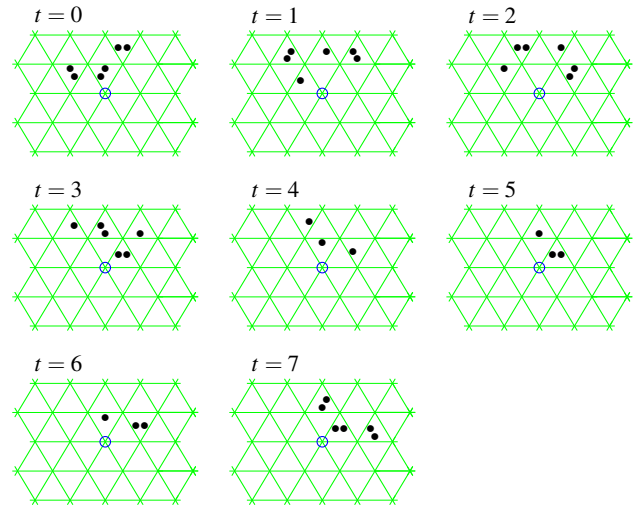 t = 0
t = 1
t = 2
t = 3
t = 4
t = 5
t = 6
t = 7